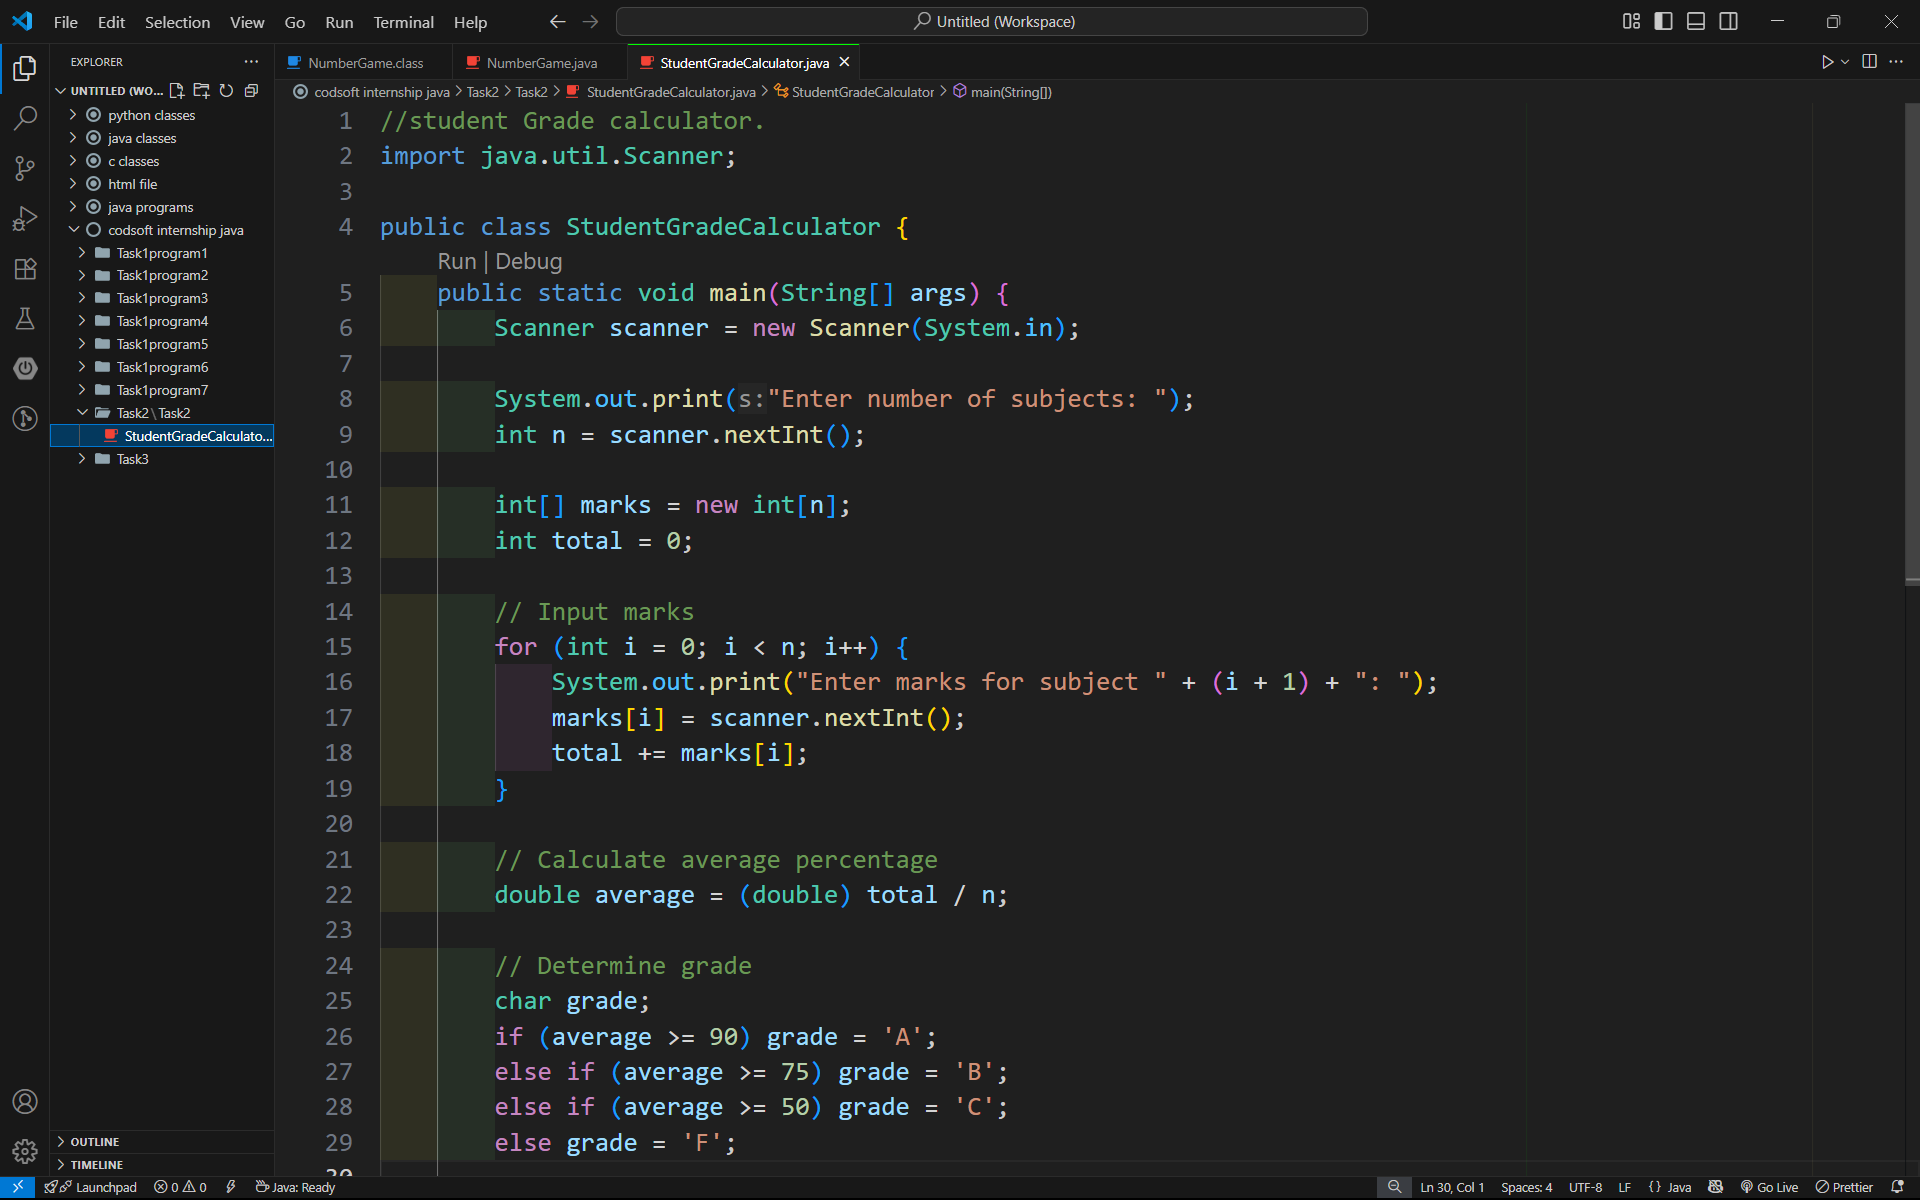 File Edit Selection View Go Run Terminal Help
Untitled (Workspace)
EXPLORER
UNTITLED (WO...
python classes
java classes
c classes
html file
java programs
codsoft internship java
Task1program1
Task1program2
Task1program3
Task1program4
Task1program5
Task1program6
Task1program7
Task2\Task2
StudentGradeCalculato...
Task3
OUTLINE
TIMELINE
NumberGame.class NumberGame.java StudentGradeCalculator.java
codsoft internship java > Task2 > Task2 > StudentGradeCalculator.java > StudentGradeCalculator > main(String[])
1 //student Grade calculator.
2 import java.util.Scanner;
3
4 public class StudentGradeCalculator {
Run | Debug
5 public static void main(String[] args) {
6 Scanner scanner = new Scanner(System.in);
7
8 System.out.print(s:"Enter number of subjects: ");
9 int n = scanner.nextInt();
10
11 int[] marks = new int[n];
12 int total = 0;
13
14 // Input marks
15 for (int i = 0; i < n; i++) {
16 System.out.print("Enter marks for subject " + (i + 1) + ": ");
17 marks[i] = scanner.nextInt();
18 total += marks[i];
19 }
20
21 // Calculate average percentage
22 double average = (double) total / n;
23
24 // Determine grade
25 char grade;
26 if (average >= 90) grade = 'A';
27 else if (average >= 75) grade = 'B';
28 else if (average >= 50) grade = 'C';
29 else grade = 'F';
30
Launchpad 0 0 Java: Ready Ln 30, Col 1 Spaces: 4 UTF-8 LF {} Java Go Live Prettier